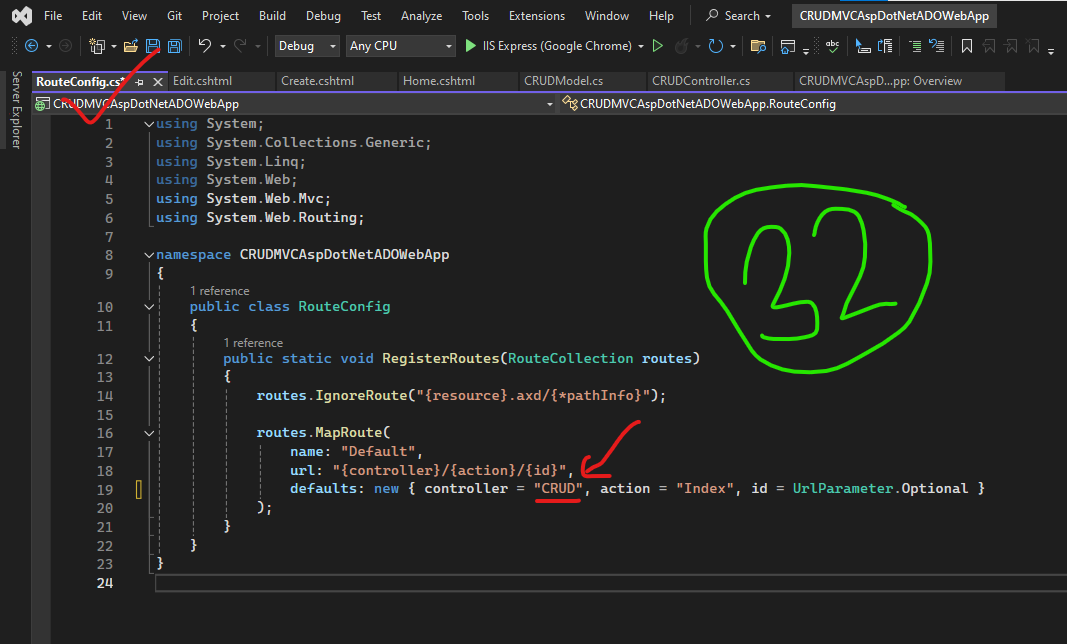 File Edit View Git Project Build Debug Test Analyze Tools Extensions Window Help Search CRUDMVCAspDotNetADOWebApp
Debug Any CPU IIS Express (Google Chrome)
Server Explorer
RouteConfig.cs* Edit.cshtml Create.cshtml Home.cshtml CRUDModel.cs CRUDController.cs CRUDMVCAspD...pp: Overview
CRUDMVCAspDotNetADOWebApp CRUDMVCAspDotNetADOWebApp.RouteConfig
1 using System;
2 using System.Collections.Generic;
3 using System.Linq;
4 using System.Web;
5 using System.Web.Mvc;
6 using System.Web.Routing;
7
8 namespace CRUDMVCAspDotNetADOWebApp
9 {
1 reference
10 public class RouteConfig
11 {
1 reference
12 public static void RegisterRoutes(RouteCollection routes)
13 {
14 routes.IgnoreRoute("{resource}.axd/{*pathInfo}");
15
16 routes.MapRoute(
17 name: "Default",
18 url: "{controller}/{action}/{id}",
19 defaults: new { controller = "CRUD", action = "Index", id = UrlParameter.Optional }
20 );
21 }
22 }
23 }
24
32